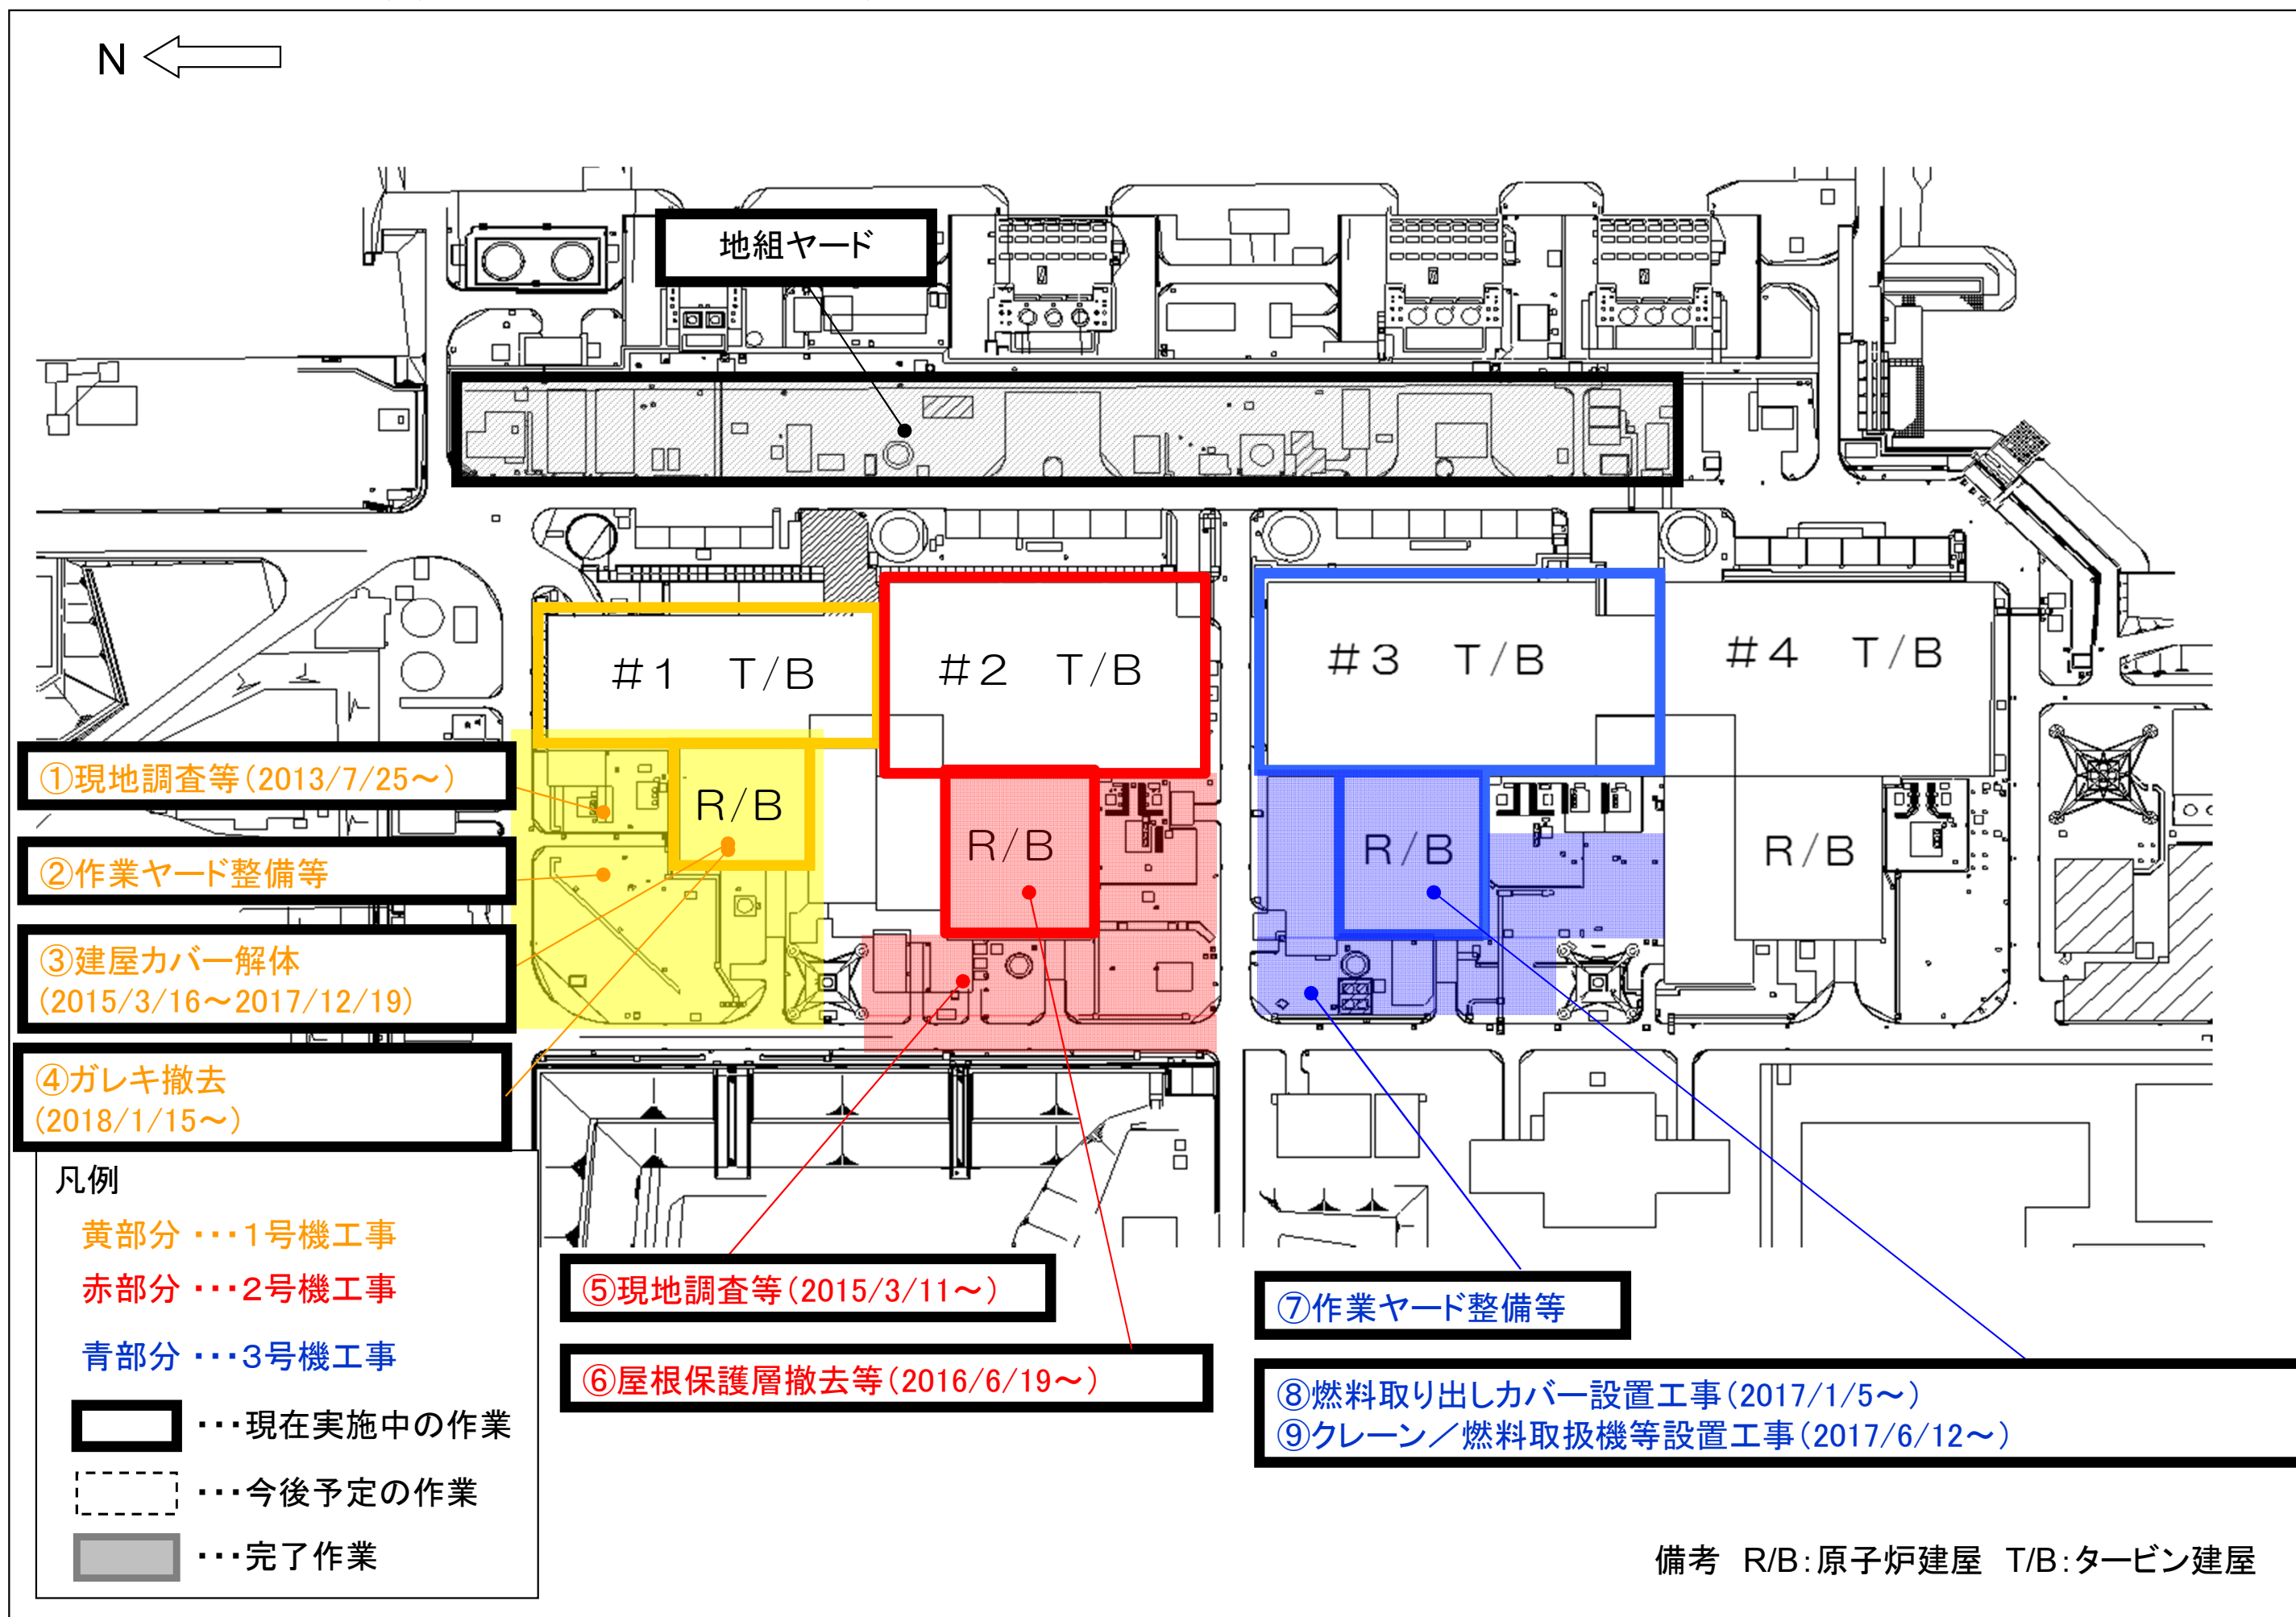 N
地組ヤード
#1 T/B
#2 T/B
#3 T/B
#4 T/B
R/B
R/B
R/B
R/B
①現地調査等(2013/7/25～)
②作業ヤード整備等
③建屋カバー解体
(2015/3/16～2017/12/19)
④ガレキ撤去
(2018/1/15～)
凡例
黄部分 ・・・1号機工事
赤部分 ・・・2号機工事
青部分 ・・・3号機工事
・・・現在実施中の作業
・・・今後予定の作業
・・・完了作業
⑤現地調査等(2015/3/11～)
⑥屋根保護層撤去等(2016/6/19～)
⑦作業ヤード整備等
⑧燃料取り出しカバー設置工事(2017/1/5～)
⑨クレーン／燃料取扱機等設置工事(2017/6/12～)
備考 R/B:原子炉建屋 T/B:タービン建屋